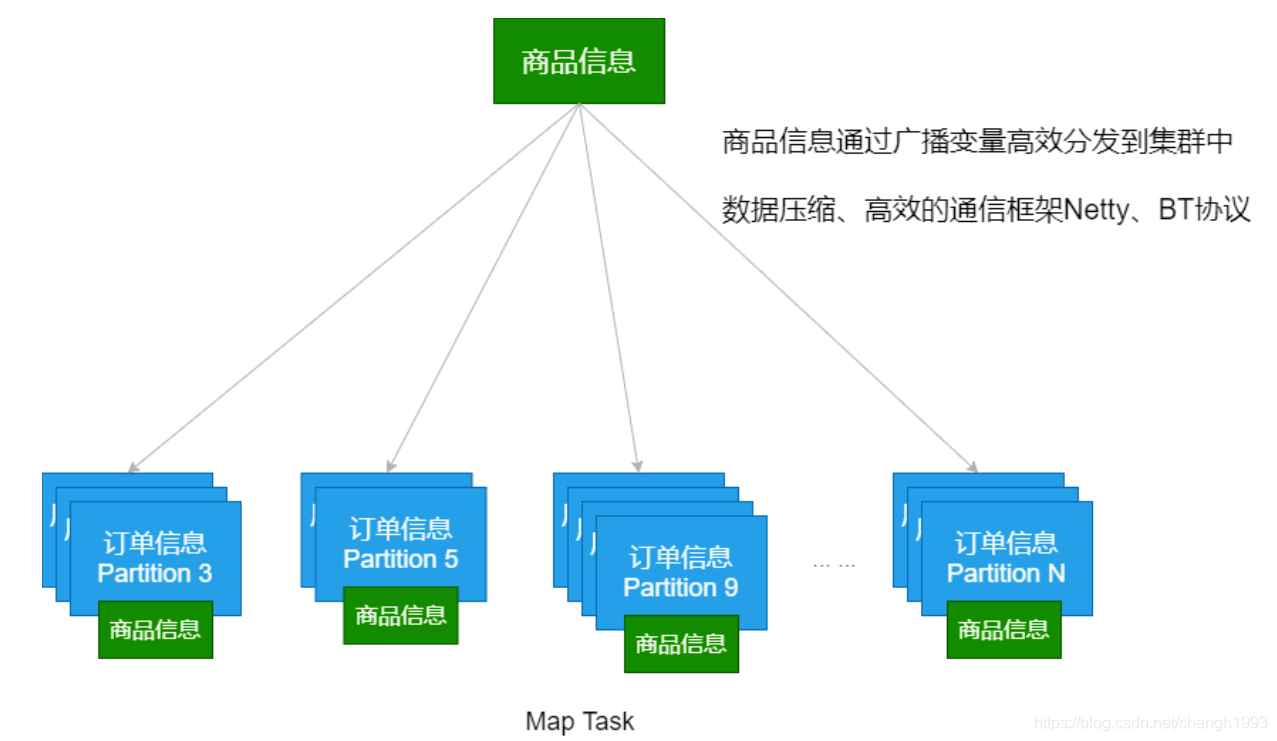 商品信息
商品信息通过广播变量高效分发到集群中
数据压缩、高效的通信框架Netty、BT协议
订单信息
Partition 3
商品信息
订单信息
Partition 5
商品信息
订单信息
Partition 9
商品信息
... ...
订单信息
Partition N
商品信息
Map Task
https://blog.csdn.net/chengh1993